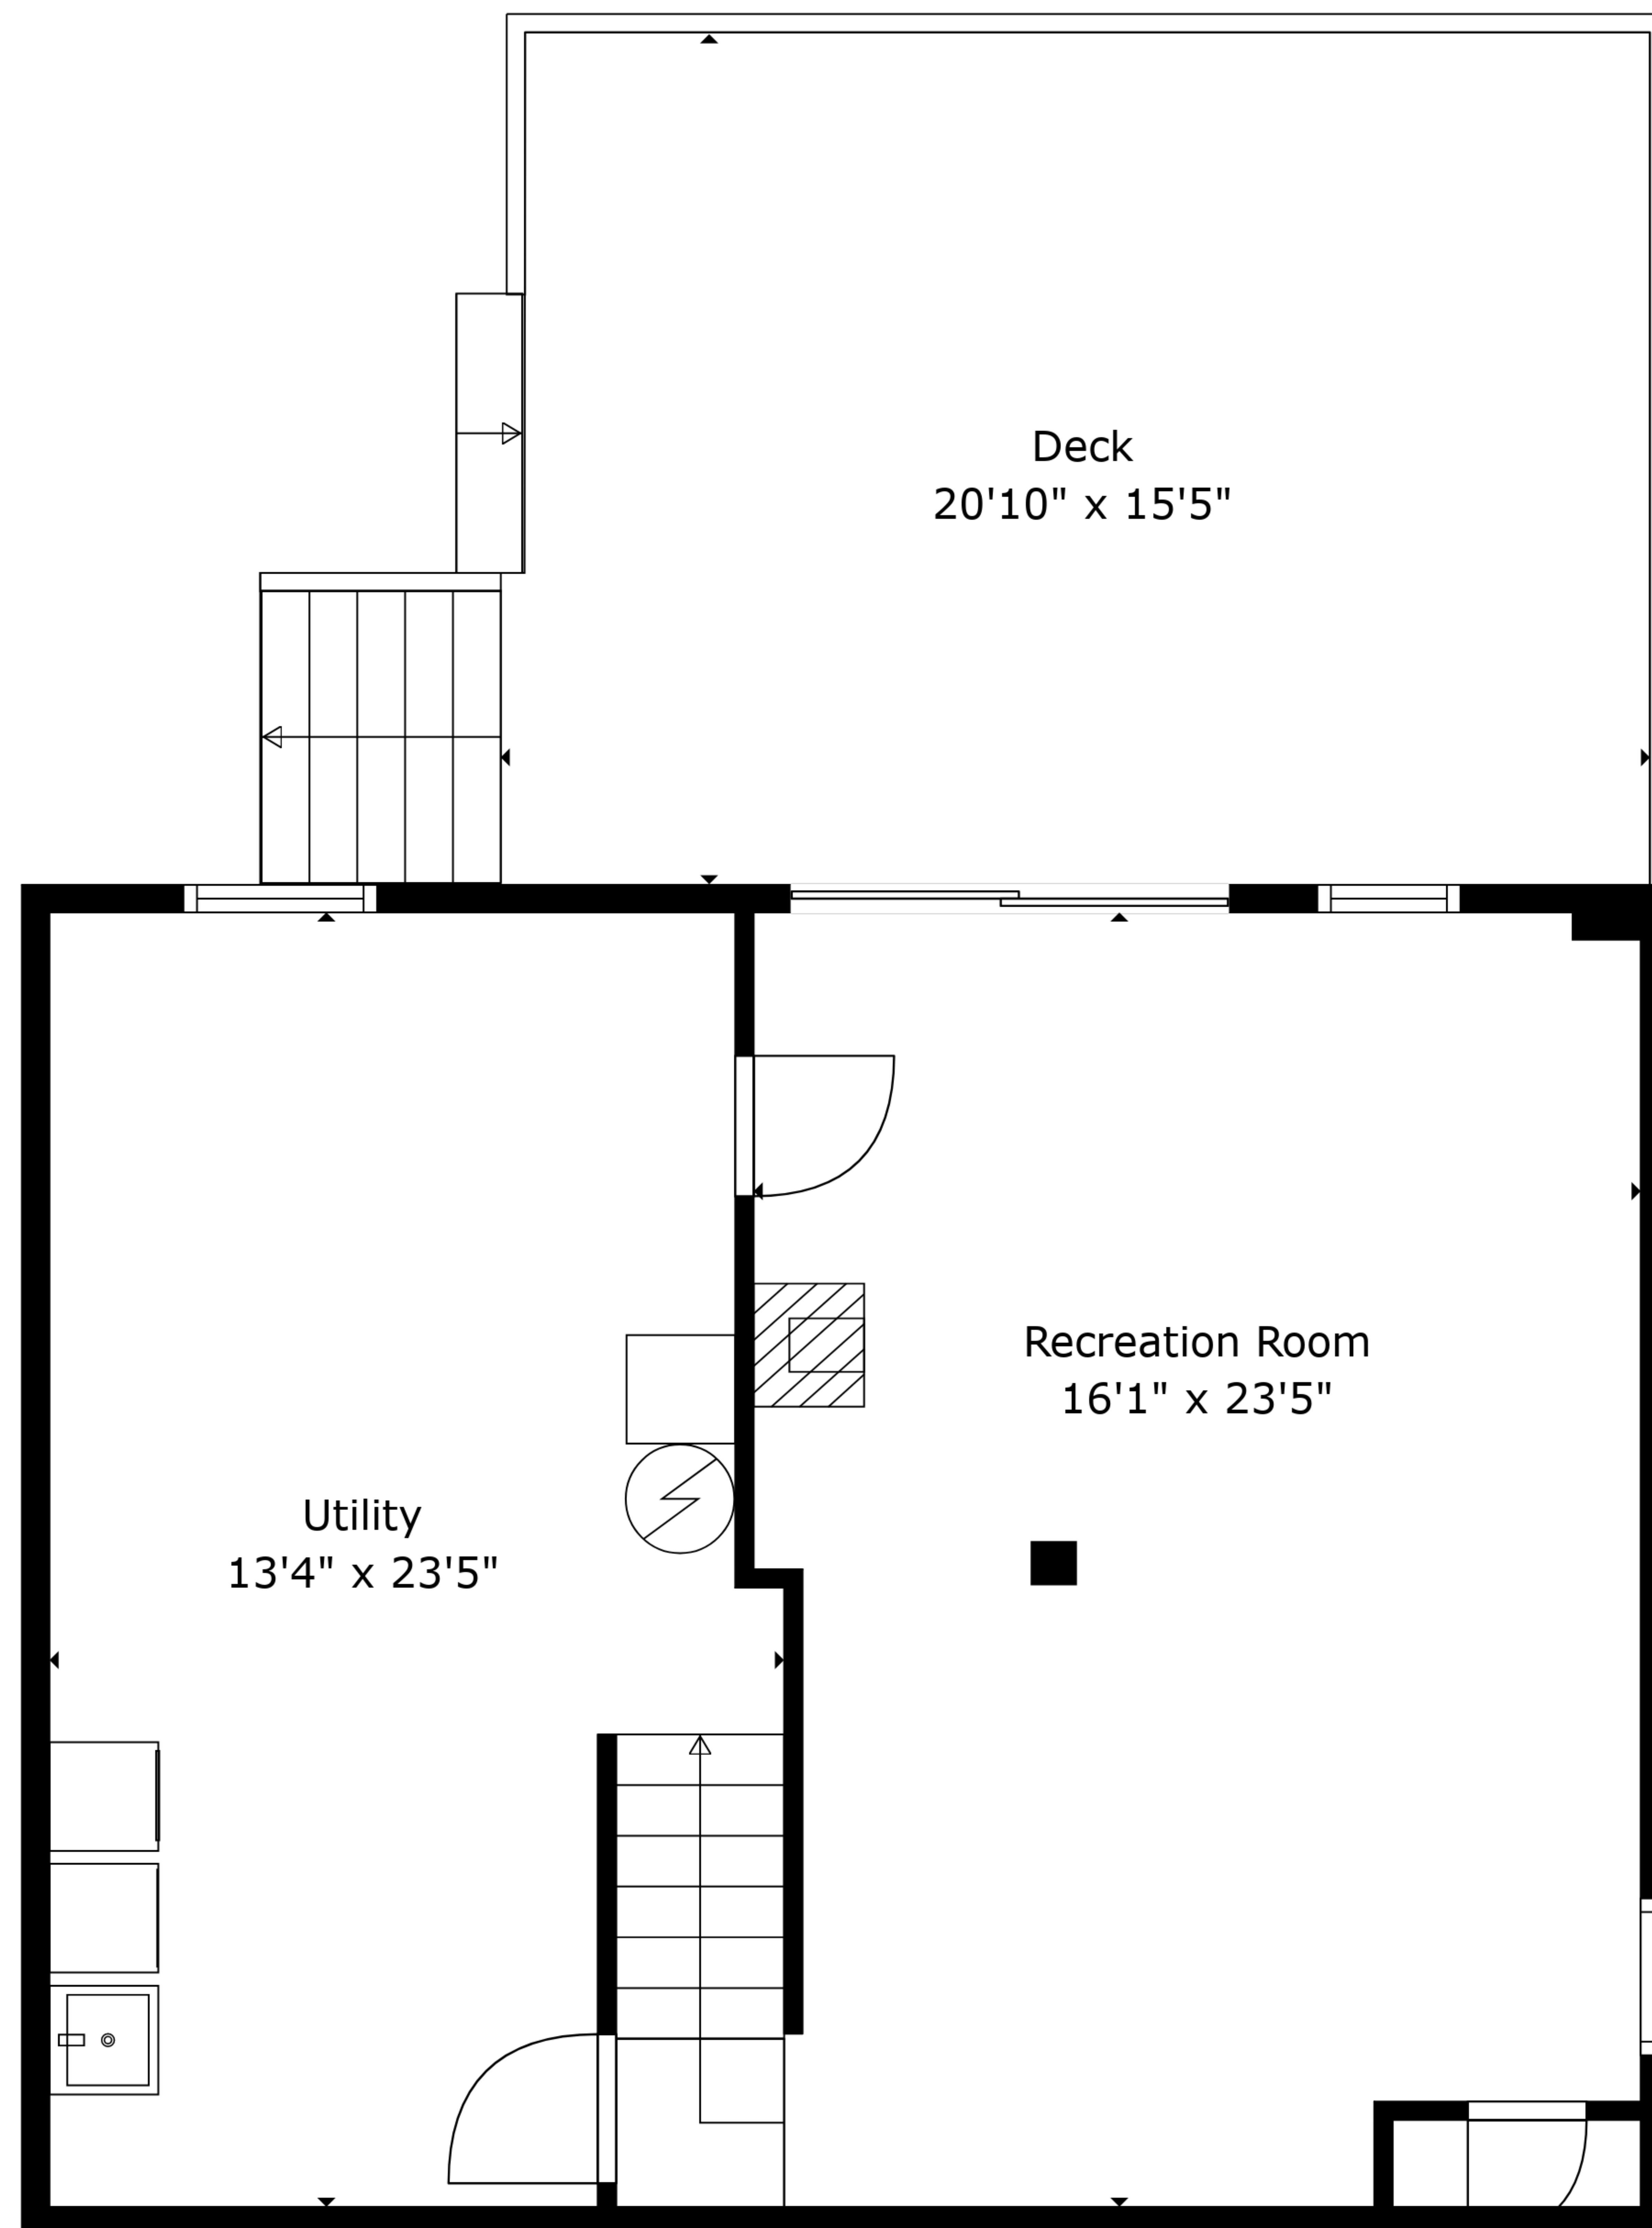 Deck
20'10" x 15'5"
Recreation Room
16'1" x 23'5"
Utility
13'4" x 23'5"